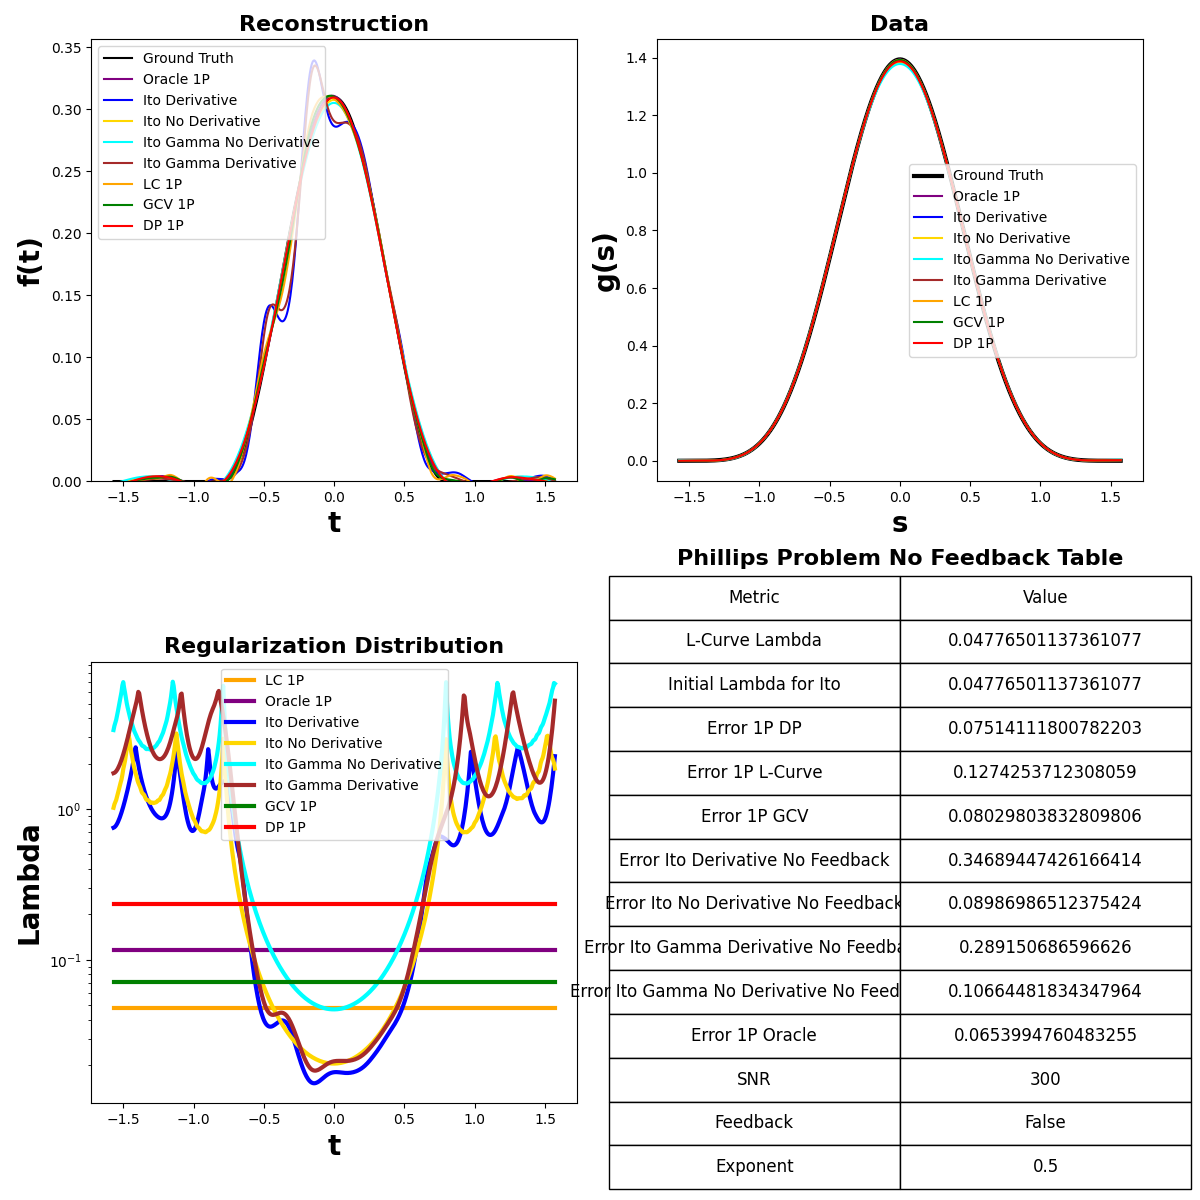 Reconstruction
f(t)
0.35
0.30
0.25
0.20
0.15
0.10
0.05
0.00
Ground Truth
Oracle 1P
Ito Derivative
Ito No Derivative
Ito Gamma No Derivative
Ito Gamma Derivative
LC 1P
GCV 1P
DP 1P
−1.5 −1.0 −0.5 0.0 0.5 1.0 1.5
t
Data
g(s)
1.4
1.2
1.0
0.8
0.6
0.4
0.2
0.0
Ground Truth
Oracle 1P
Ito Derivative
Ito No Derivative
Ito Gamma No Derivative
Ito Gamma Derivative
LC 1P
GCV 1P
DP 1P
−1.5 −1.0 −0.5 0.0 0.5 1.0 1.5
s
Regularization Distribution
Lambda
10⁰
10⁻¹
LC 1P
Oracle 1P
Ito Derivative
Ito No Derivative
Ito Gamma No Derivative
Ito Gamma Derivative
GCV 1P
DP 1P
−1.5 −1.0 −0.5 0.0 0.5 1.0 1.5
t
Phillips Problem No Feedback Table
Metric Value
L-Curve Lambda 0.04776501137361077
Initial Lambda for Ito 0.04776501137361077
Error 1P DP 0.07514111800782203
Error 1P L-Curve 0.1274253712308059
Error 1P GCV 0.08029803832809806
Error Ito Derivative No Feedback 0.34689447426166414
Error Ito No Derivative No Feedback 0.08986986512375424
Error Ito Gamma Derivative No Feedba 0.289150686596626
Error Ito Gamma No Derivative No Feed 0.10664481834347964
Error 1P Oracle 0.0653994760483255
SNR 300
Feedback False
Exponent 0.5